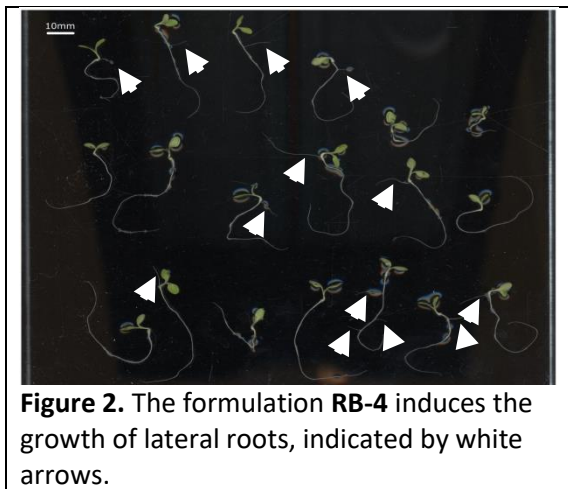 10mm
Figure 2. The formulation RB-4 induces the
growth of lateral roots, indicated by white
arrows.